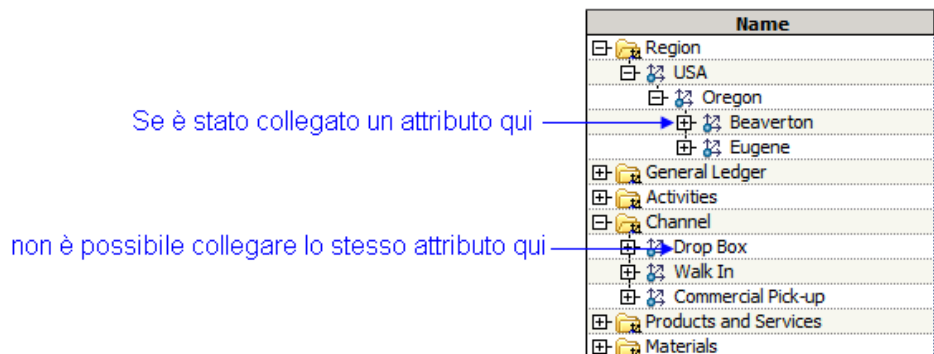 Name
Region
USA
Oregon
Se è stato collegato un attributo qui
Beaverton
Eugene
General Ledger
Activities
Channel
non è possibile collegare lo stesso attributo qui
Drop Box
Walk In
Commercial Pick-up
Products and Services
Materials